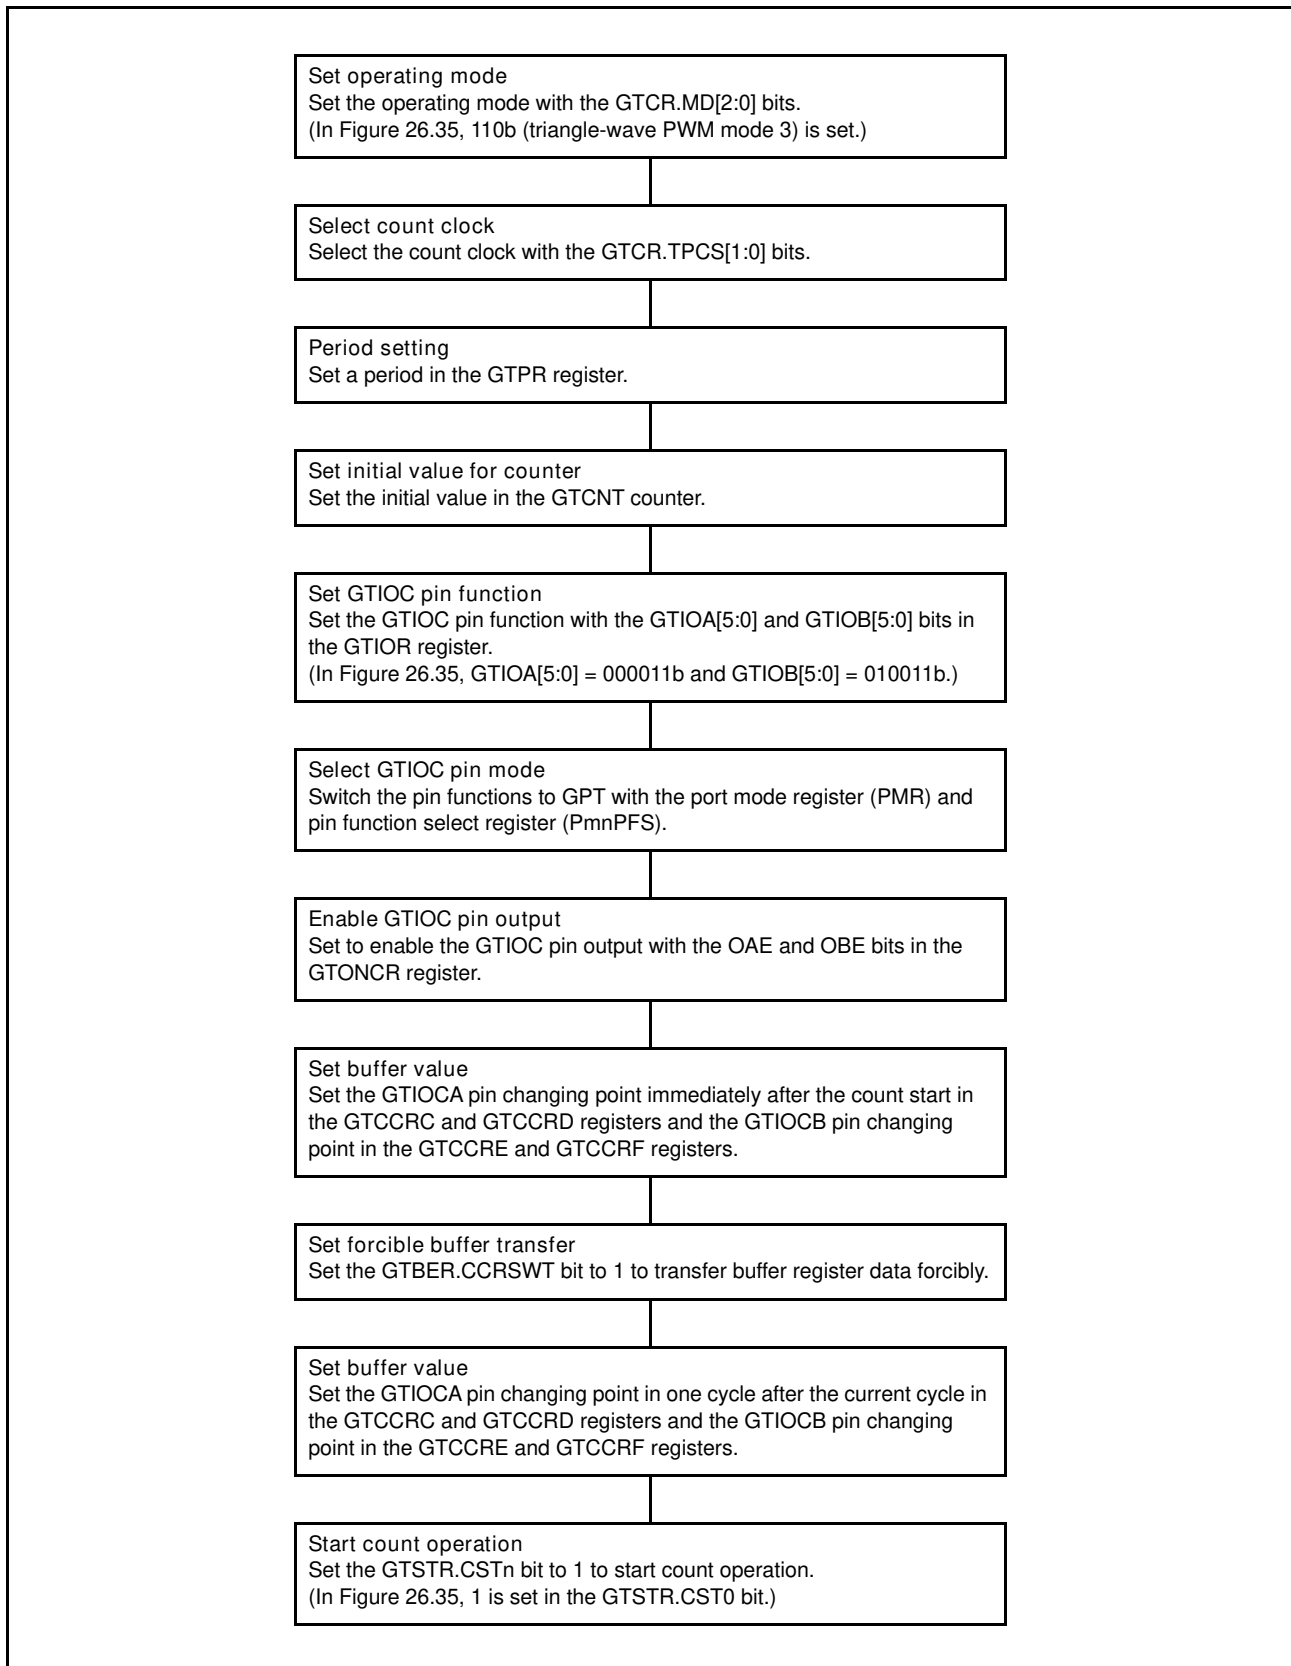 Set operating mode
Set the operating mode with the GTCR.MD[2:0] bits.
(In Figure 26.35, 110b (triangle-wave PWM mode 3) is set.)
Select count clock
Select the count clock with the GTCR.TPCS[1:0] bits.
Period setting
Set a period in the GTPR register.
Set initial value for counter
Set the initial value in the GTCNT counter.
Set GTIOC pin function
Set the GTIOC pin function with the GTIOA[5:0] and GTIOB[5:0] bits in
the GTIOR register.
(In Figure 26.35, GTIOA[5:0] = 000011b and GTIOB[5:0] = 010011b.)
Select GTIOC pin mode
Switch the pin functions to GPT with the port mode register (PMR) and
pin function select register (PmnPFS).
Enable GTIOC pin output
Set to enable the GTIOC pin output with the OAE and OBE bits in the
GTONCR register.
Set buffer value
Set the GTIOCA pin changing point immediately after the count start in
the GTCCRC and GTCCRD registers and the GTIOCB pin changing
point in the GTCCRE and GTCCRF registers.
Set forcible buffer transfer
Set the GTBER.CCRSWT bit to 1 to transfer buffer register data forcibly.
Set buffer value
Set the GTIOCA pin changing point in one cycle after the current cycle in
the GTCCRC and GTCCRD registers and the GTIOCB pin changing
point in the GTCCRE and GTCCRF registers.
Start count operation
Set the GTSTR.CSTn bit to 1 to start count operation.
(In Figure 26.35, 1 is set in the GTSTR.CST0 bit.)